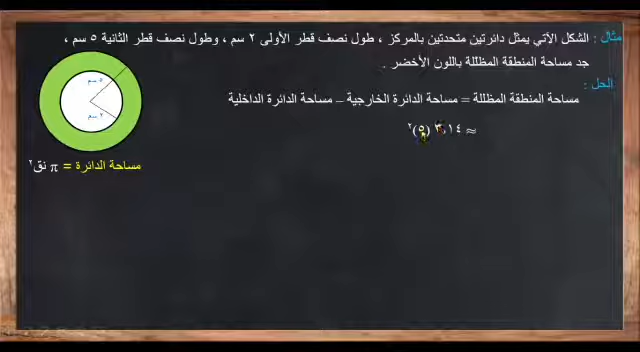 مثال : الشكل الآتي يمثل دائرتين متحدتين بالمركز ، طول نصف قطر الأولى ٢ سم ، وطول نصف قطر الثانية ٥ سم ،
جد مساحة المنطقة المظللة باللون الأخضر .
الحل :
مساحة المنطقة المظللة = مساحة الدائرة الخارجية – مساحة الدائرة الداخلية
≈ ٣,١٤ (٥)²
٥ سم
٢ سم
مساحة الدائرة = π نق²